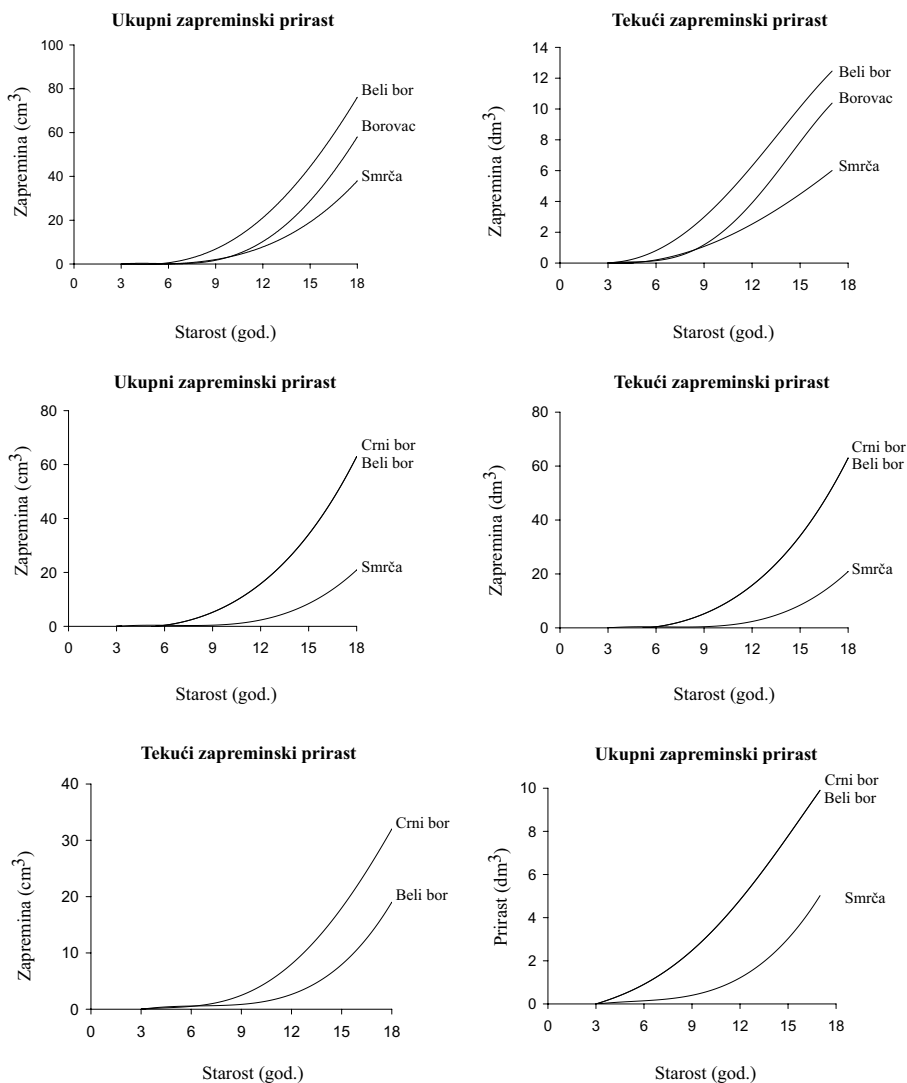 Ukupni zapreminski prirast
100
80
60
40
20
0
Zapremina (cm3)
Beli bor
Borovac
Smrča
0 3 6 9 12 15 18
Starost (god.)
Tekući zapreminski prirast
14
12
10
8
6
4
2
0
Zapremina (dm3)
Beli bor
Borovac
Smrča
0 3 6 9 12 15 18
Starost (god.)
Ukupni zapreminski prirast
80
60
40
20
0
Zapremina (cm3)
Crni bor
Beli bor
Smrča
0 3 6 9 12 15 18
Starost (god.)
Tekući zapreminski prirast
80
60
40
20
0
Zapremina (dm3)
Crni bor
Beli bor
Smrča
0 3 6 9 12 15 18
Starost (god.)
Tekući zapreminski prirast
40
30
20
10
0
Zapremina (cm3)
Crni bor
Beli bor
0 3 6 9 12 15 18
Starost (god.)
Ukupni zapreminski prirast
10
8
6
4
2
0
Prirast (dm3)
Crni bor
Beli bor
Smrča
0 3 6 9 12 15 18
Starost (god.)